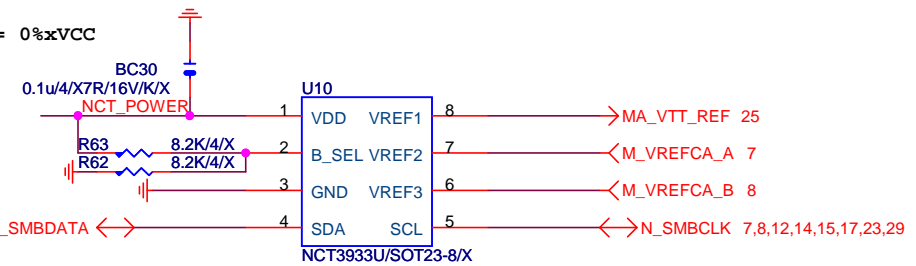 = 0%xVCC
BC30
0.1u/4/X7R/16V/K/X
U10
NCT_POWER
1 VDD VREF1 8 MA_VTT_REF 25
R63 8.2K/4/X
2 B_SEL VREF2 7 M_VREFCA_A 7
R62 8.2K/4/X
3 GND VREF3 6 M_VREFCA_B 8
_SMBDATA 4 SDA SCL 5 N_SMBCLK 7,8,12,14,15,17,23,29
NCT3933U/SOT23-8/X